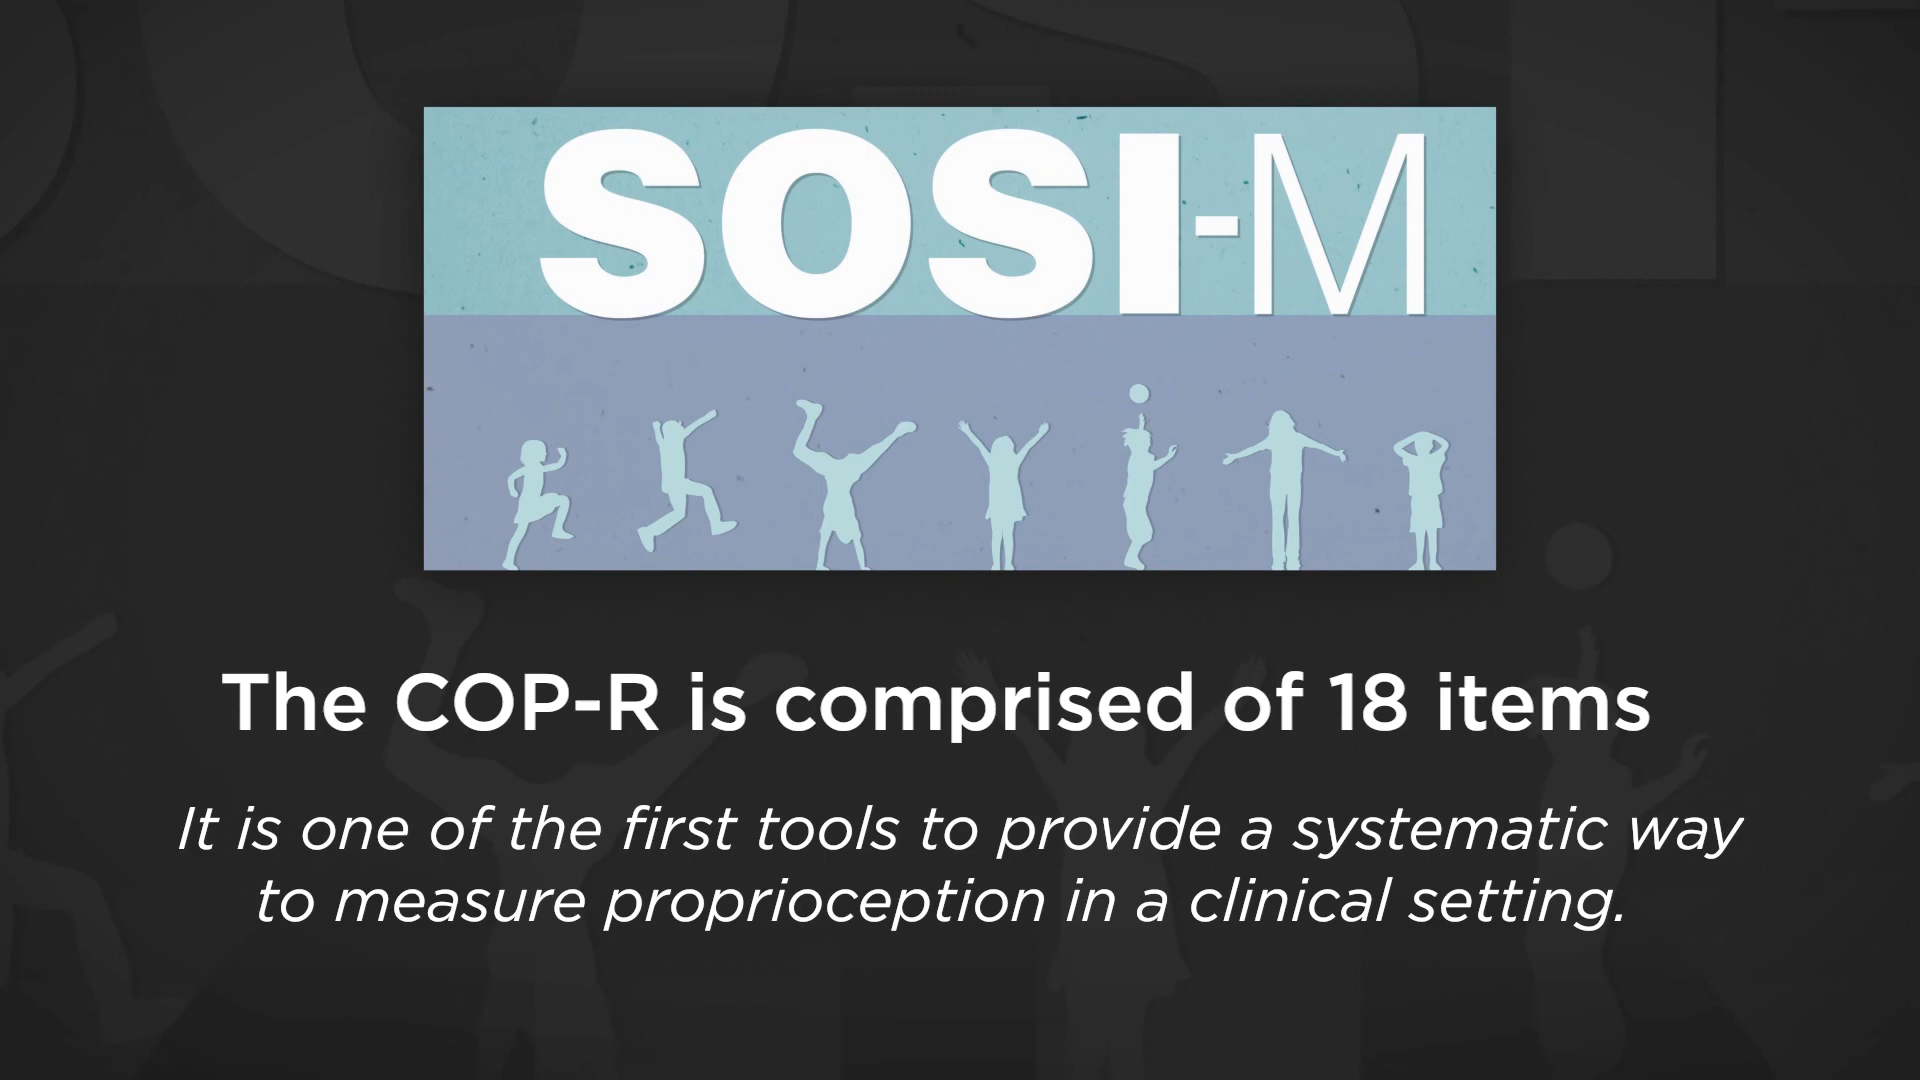 SOSI-M
The COP-R is comprised of 18 items
It is one of the first tools to provide a systematic way
to measure proprioception in a clinical setting.